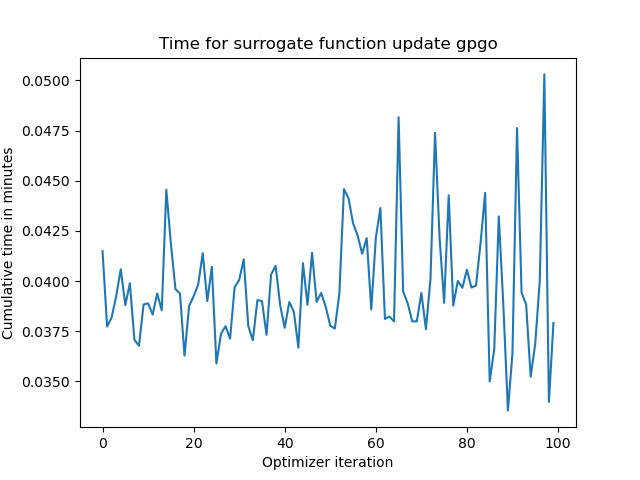 Time for surrogate function update gpgo
0.0500
0.0475
0.0450
0.0425
0.0400
0.0375
0.0350
Cumulative time in minutes
0 20 40 60 80 100
Optimizer iteration